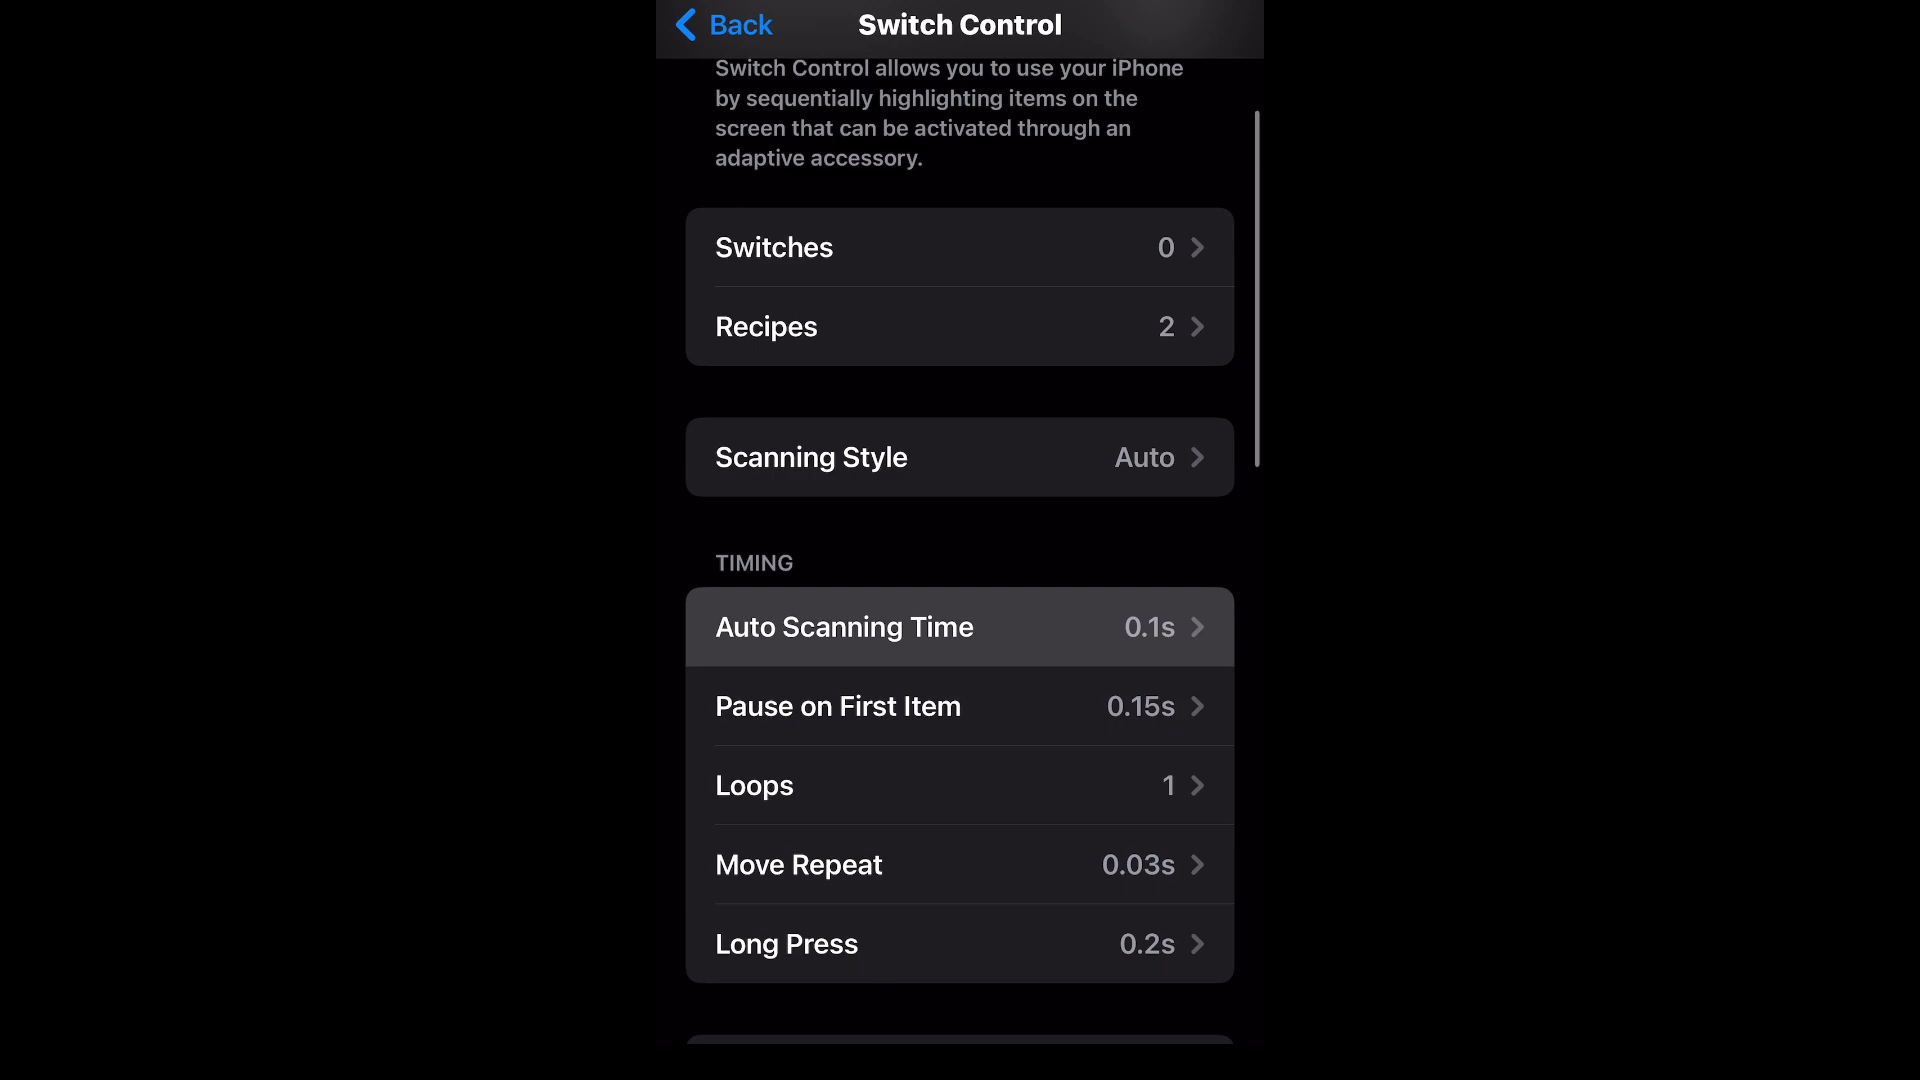 Back
Switch Control
Switch Control allows you to use your iPhone
by sequentially highlighting items on the
screen that can be activated through an
adaptive accessory.
Switches 0
Recipes 2
Scanning Style Auto
TIMING
Auto Scanning Time 0.1s
Pause on First Item 0.15s
Loops 1
Move Repeat 0.03s
Long Press 0.2s